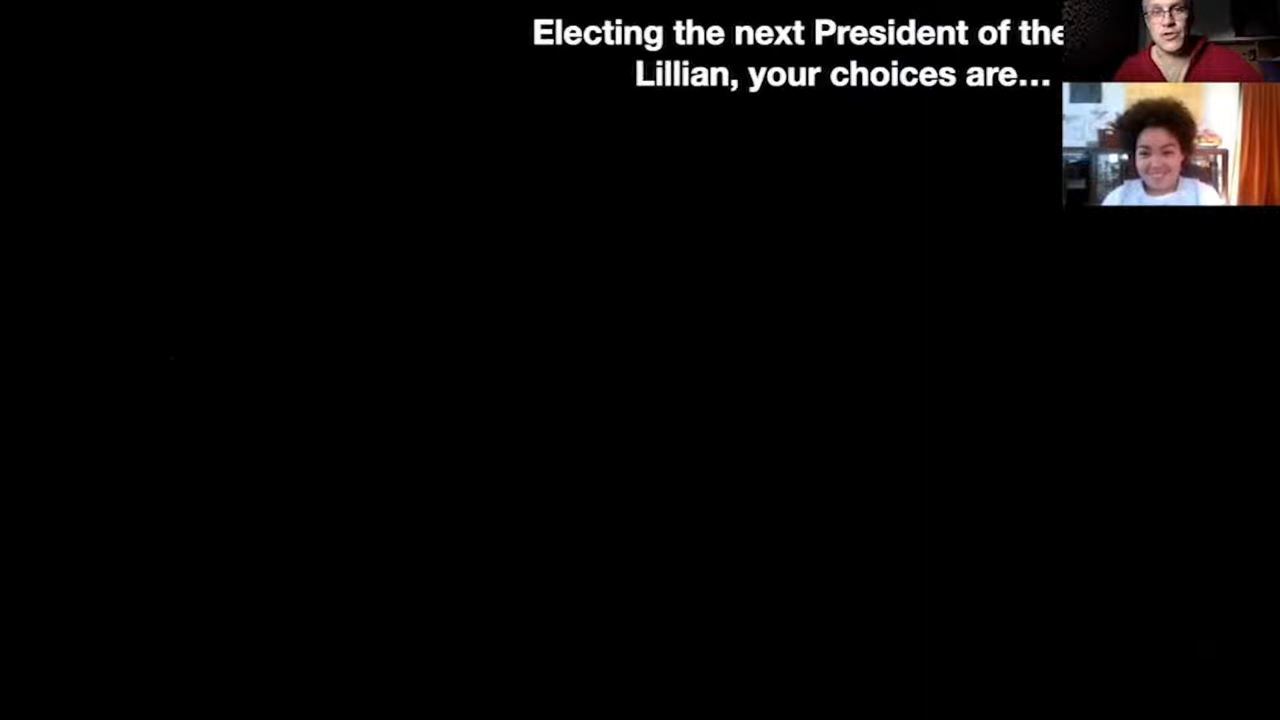 Electing the next President of the
Lillian, your choices are...